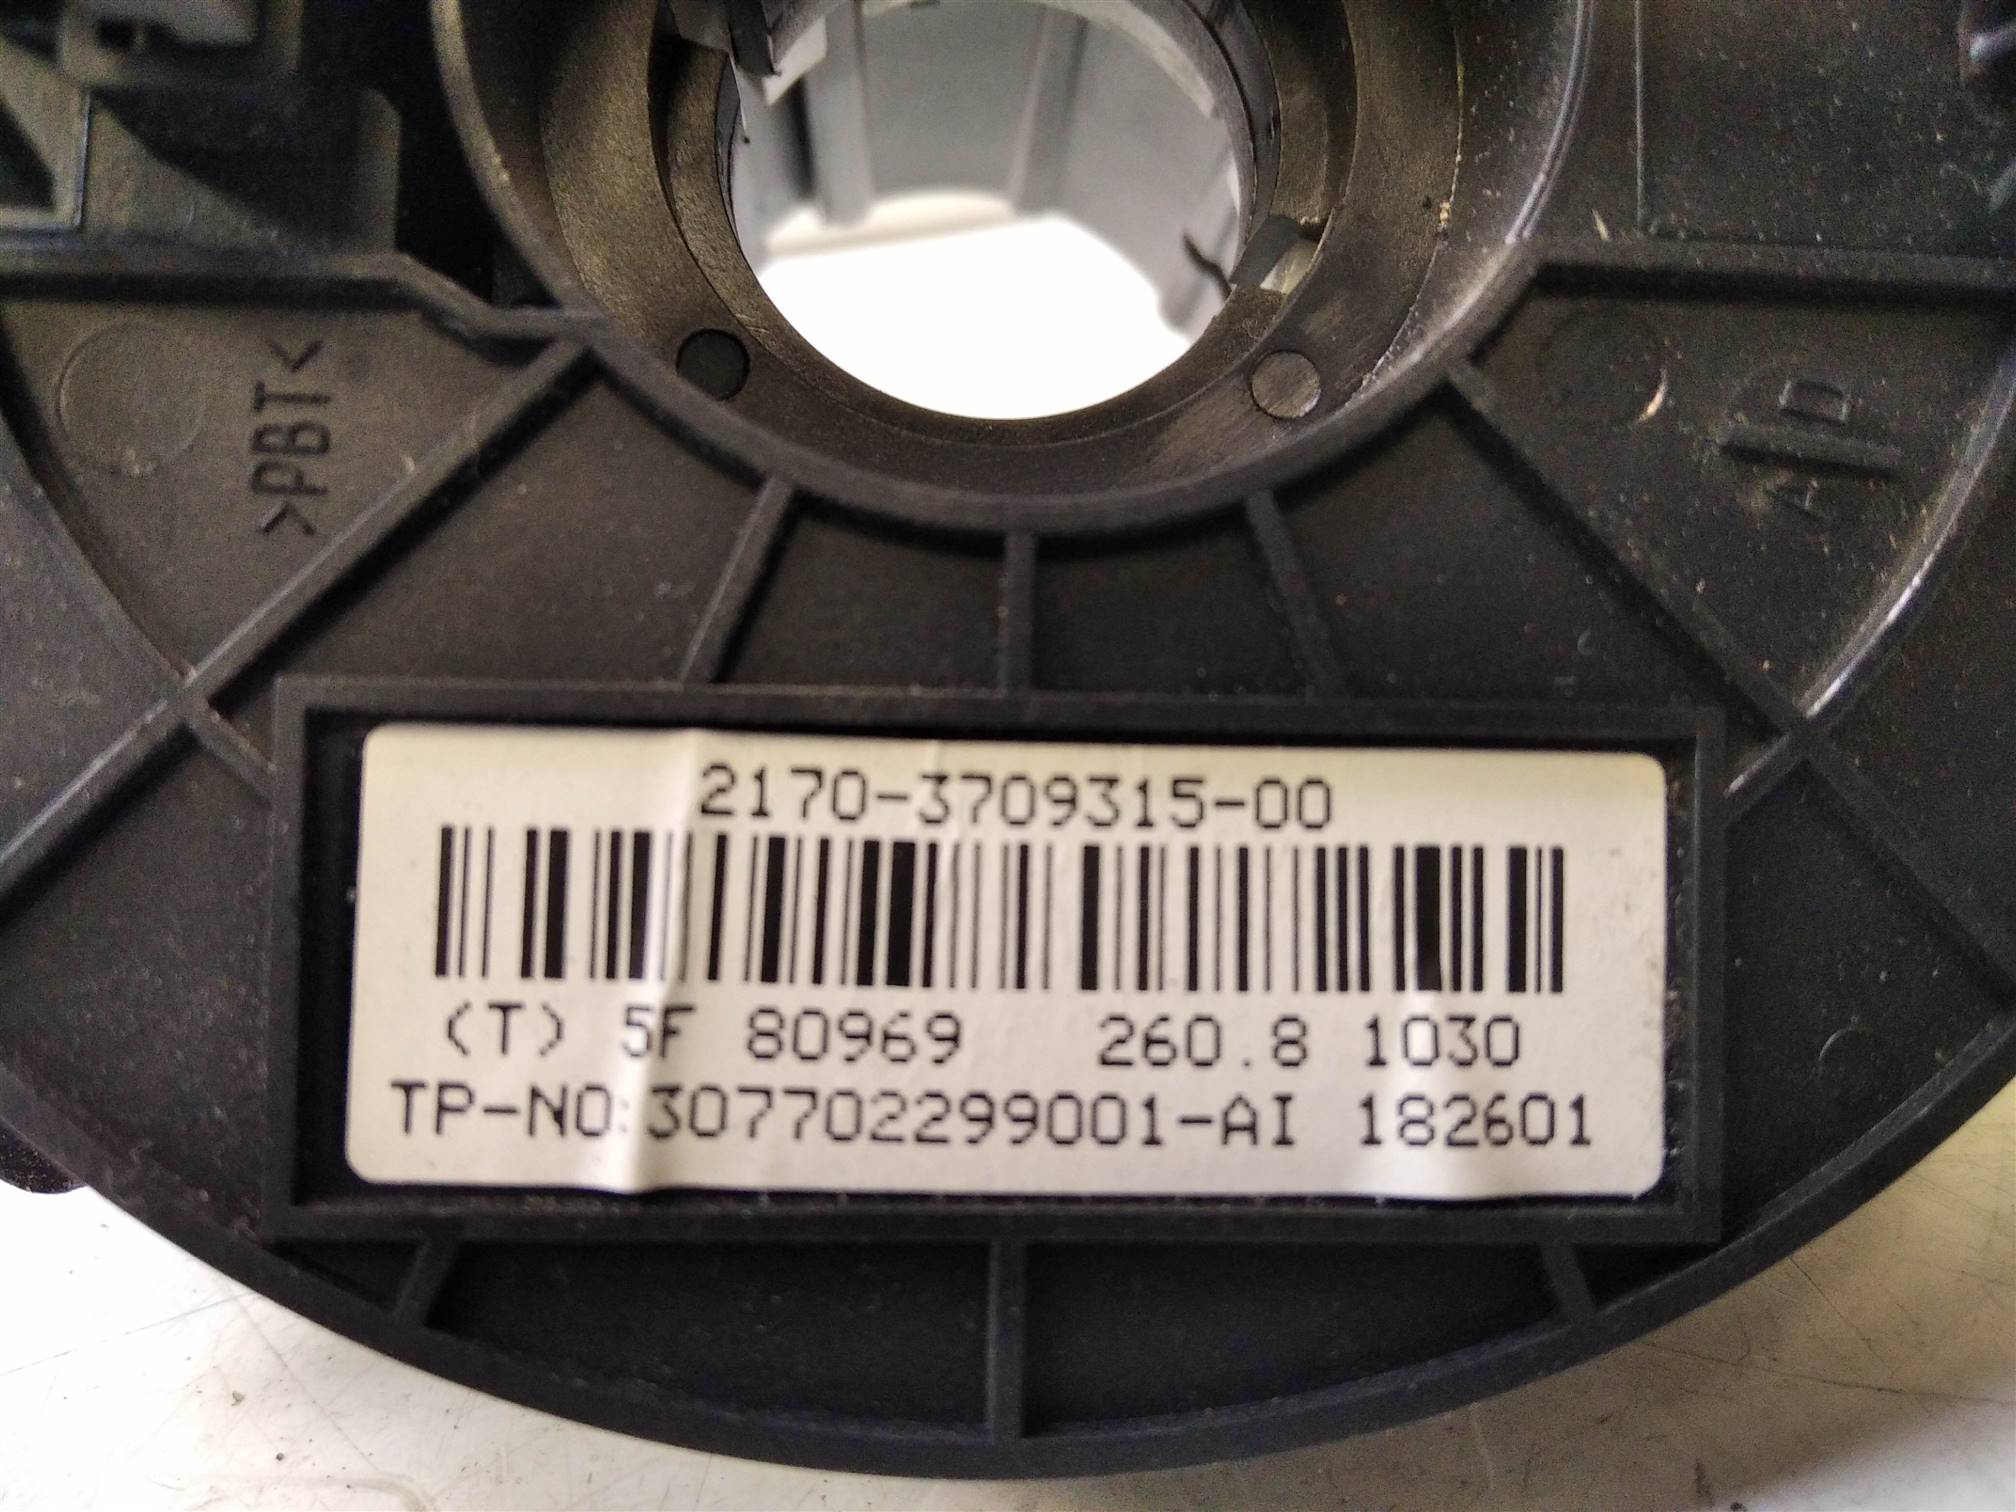 >PBT<
A D
2170-3709315-00
(T) 5F 80969 260.8 1030
TP-NO:307702299001-AI 182601